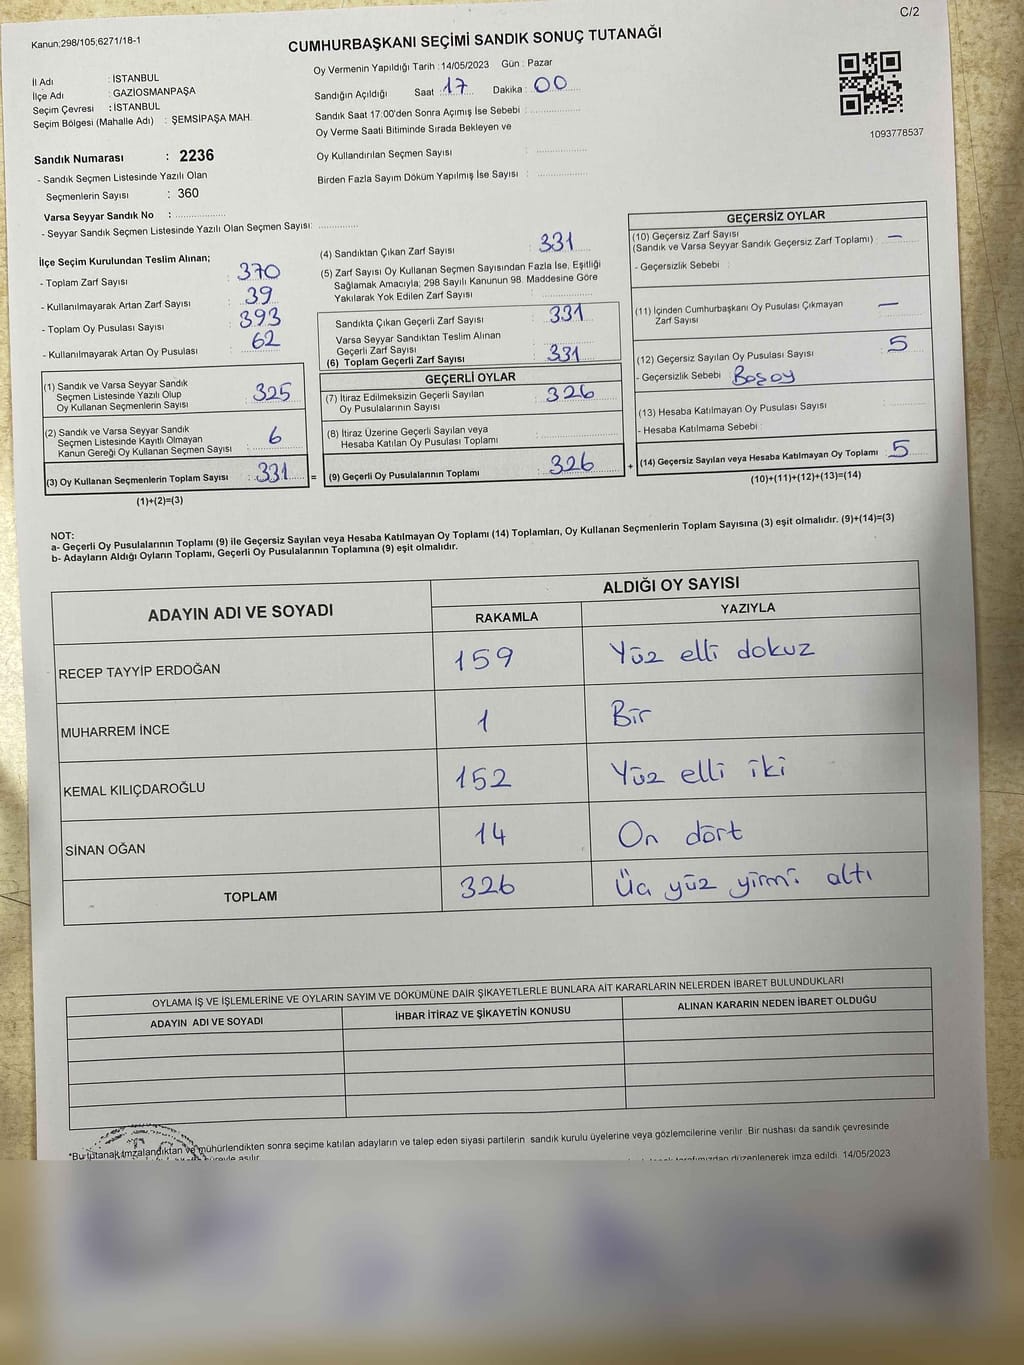 C/2
Kanun;298/105;6271/18-1
CUMHURBAŞKANI SEÇİMİ SANDIK SONUÇ TUTANAĞI
İl Adı : İSTANBUL
İlçe Adı : GAZİOSMANPAŞA
Seçim Çevresi : İSTANBUL
Seçim Bölgesi (Mahalle Adı) : ŞEMSİPAŞA MAH.
Oy Vermenin Yapıldığı Tarih : 14/05/2023 Gün : Pazar
Sandığın Açıldığı Saat : 17 Dakika : 00
Sandık Saat 17:00'den Sonra Açımış İse Sebebi :
Oy Verme Saati Bitiminde Sırada Bekleyen ve
Oy Kullandırılan Seçmen Sayısı :
Birden Fazla Sayım Döküm Yapılmış İse Sayısı :
1093778537
Sandık Numarası : 2236
- Sandık Seçmen Listesinde Yazılı Olan
Seçmenlerin Sayısı : 360
Varsa Seyyar Sandık No :
- Seyyar Sandık Seçmen Listesinde Yazılı Olan Seçmen Sayısı:
İlçe Seçim Kurulundan Teslim Alınan;
- Toplam Zarf Sayısı : 370
- Kullanılmayarak Artan Zarf Sayısı : 39
- Toplam Oy Pusulası Sayısı : 393
- Kullanılmayarak Artan Oy Pusulası : 62
(1) Sandık ve Varsa Seyyar Sandık
Seçmen Listesinde Yazılı Olup
Oy Kullanan Seçmenlerin Sayısı : 325
(2) Sandık ve Varsa Seyyar Sandık
Seçmen Listesinde Kayıtlı Olmayan
Kanun Gereği Oy Kullanan Seçmen Sayısı : 6
(3) Oy Kullanan Seçmenlerin Toplam Sayısı : 331 =
(1)+(2)=(3)
(4) Sandıktan Çıkan Zarf Sayısı : 331
(5) Zarf Sayısı Oy Kullanan Seçmen Sayısından Fazla İse, Eşitliği
Sağlamak Amacıyla; 298 Sayılı Kanunun 98. Maddesine Göre
Yakılarak Yok Edilen Zarf Sayısı :
Sandıkta Çıkan Geçerli Zarf Sayısı : 331
Varsa Seyyar Sandıktan Teslim Alınan
Geçerli Zarf Sayısı :
(6) Toplam Geçerli Zarf Sayısı : 331
GEÇERLİ OYLAR
(7) İtiraz Edilmeksizin Geçerli Sayılan
Oy Pusulalarının Sayısı : 326
(8) İtiraz Üzerine Geçerli Sayılan veya
Hesaba Katılan Oy Pusulası Toplamı :
(9) Geçerli Oy Pusulalarının Toplamı : 326 +
GEÇERSİZ OYLAR
(10) Geçersiz Zarf Sayısı
(Sandık ve Varsa Seyyar Sandık Geçersiz Zarf Toplamı) : —
- Geçersizlik Sebebi :
(11) İçinden Cumhurbaşkanı Oy Pusulası Çıkmayan
Zarf Sayısı : —
(12) Geçersiz Sayılan Oy Pusulası Sayısı : 5
- Geçersizlik Sebebi : Boşoy
(13) Hesaba Katılmayan Oy Pusulası Sayısı :
- Hesaba Katılmama Sebebi :
(14) Geçersiz Sayılan veya Hesaba Katılmayan Oy Toplamı : 5
(10)+(11)+(12)+(13)=(14)
NOT:
a- Geçerli Oy Pusulalarının Toplamı (9) ile Geçersiz Sayılan veya Hesaba Katılmayan Oy Toplamı (14) Toplamları, Oy Kullanan Seçmenlerin Toplam Sayısına (3) eşit olmalıdır. (9)+(14)=(3)
b- Adayların Aldığı Oyların Toplamı, Geçerli Oy Pusulalarının Toplamına (9) eşit olmalıdır.
ADAYIN ADI VE SOYADI
ALDIĞI OY SAYISI
RAKAMLA YAZIYLA
RECEP TAYYİP ERDOĞAN 159 Yüz elli dokuz
MUHARREM İNCE 1 Bir
KEMAL KILIÇDAROĞLU 152 Yüz elli iki
SİNAN OĞAN 14 On dört
TOPLAM 326 Üç yüz yirmi altı
OYLAMA İŞ VE İŞLEMLERİNE VE OYLARIN SAYIM VE DÖKÜMÜNE DAİR ŞİKAYETLERLE BUNLARA AİT KARARLARIN NELERDEN İBARET BULUNDUKLARI
ADAYIN ADI VE SOYADI İHBAR İTİRAZ VE ŞİKAYETİN KONUSU ALINAN KARARIN NEDEN İBARET OLDUĞU
*Bu tutanak imzalandıktan ve mühürlendikten sonra seçime katılan adayların ve talep eden siyasi partilerin sandık kurulu üyelerine veya gözlemcilerine verilir. Bir nüshası da sandık çevresinde
asılır. tarafımızdan düzenlenerek imza edildi. 14/05/2023